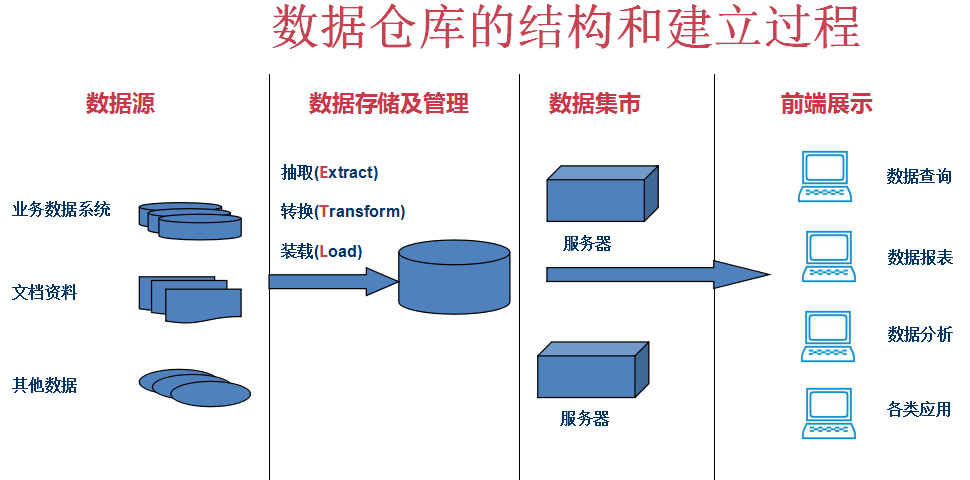 数据仓库的结构和建立过程
数据源
数据存储及管理
数据集市
前端展示
业务数据系统
文档资料
其他数据
抽取(Extract)
转换(Transform)
装载(Load)
服务器
服务器
数据查询
数据报表
数据分析
各类应用